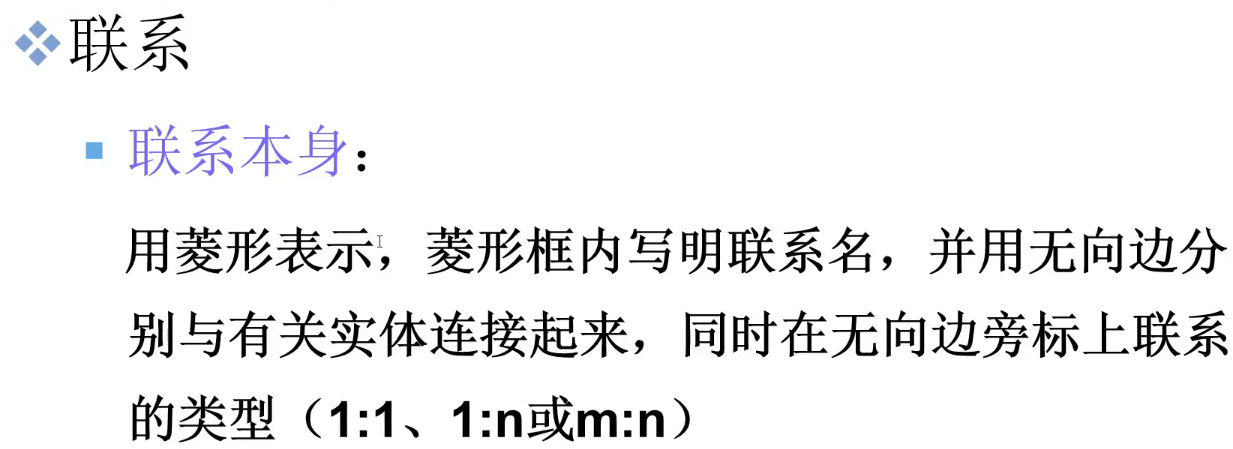 联系
联系本身：
用菱形表示，菱形框内写明联系名，并用无向边分
别与有关实体连接起来，同时在无向边旁标上联系
的类型（1:1、1:n或m:n）